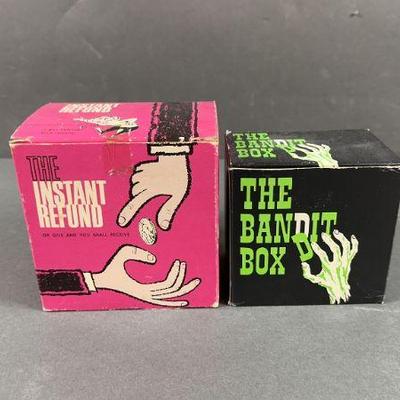 THE
INSTANT
REFUND
THE
INSTANT
REFUND
OR GIVE AND YOU SHALL RECEIVE
THE
BANDIT
BOX
THE
BANDIT
BOX